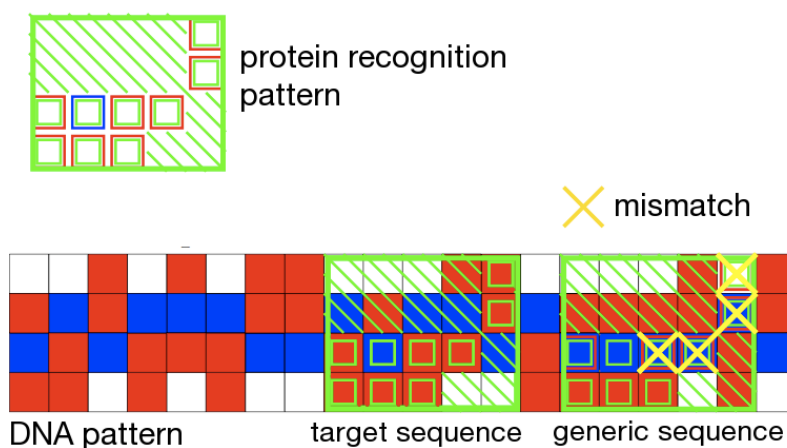 protein recognition
pattern
mismatch
DNA pattern
target sequence
generic sequence